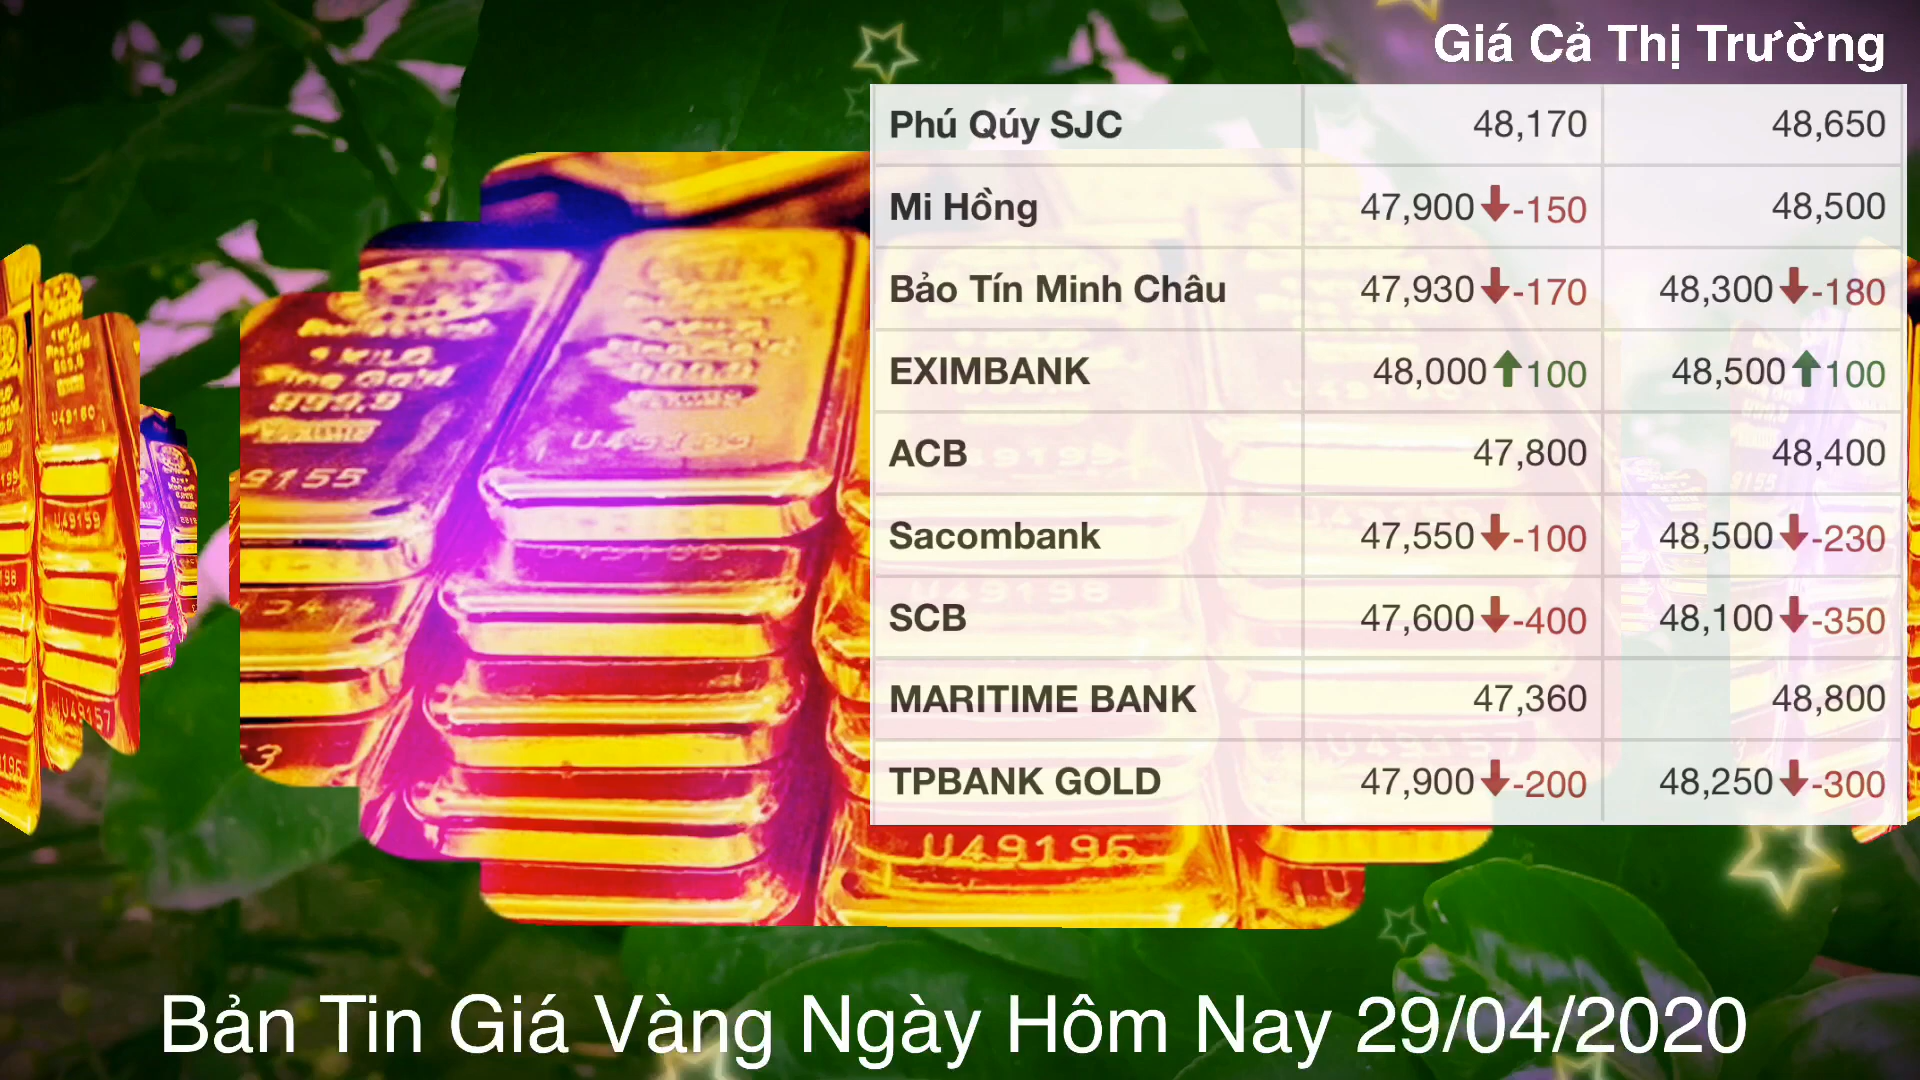 Giá Cả Thị Trường
Phú Qúy SJC 48,170 48,650
Mi Hồng 47,900 -150 48,500
Bảo Tín Minh Châu 47,930 -170 48,300 -180
EXIMBANK 48,000 100 48,500 100
ACB 47,800 48,400
Sacombank 47,550 -100 48,500 -230
SCB 47,600 -400 48,100 -350
MARITIME BANK 47,360 48,800
TPBANK GOLD 47,900 -200 48,250 -300
9155
U49196
Bản Tin Giá Vàng Ngày Hôm Nay 29/04/2020